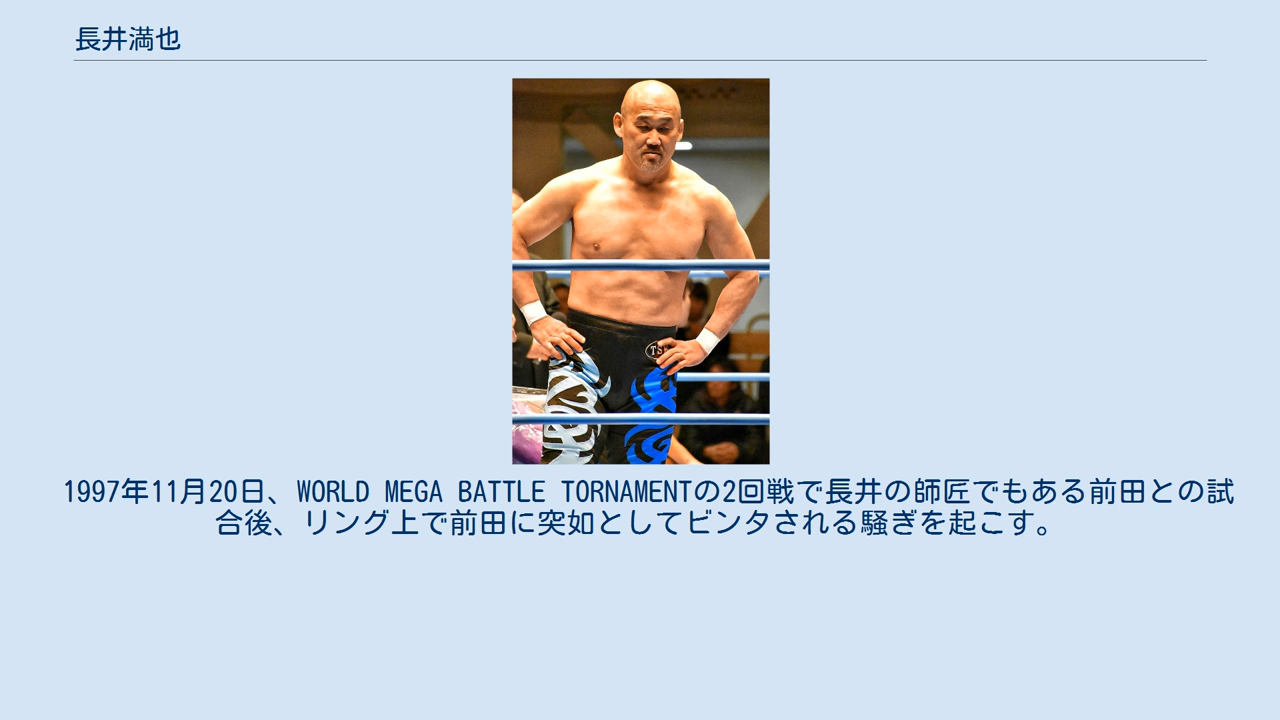 長井満也
1997年11月20日、WORLD MEGA BATTLE TORNAMENTの2回戦で長井の師匠でもある前田との試
合後、リング上で前田に突如としてビンタされる騒ぎを起こす。